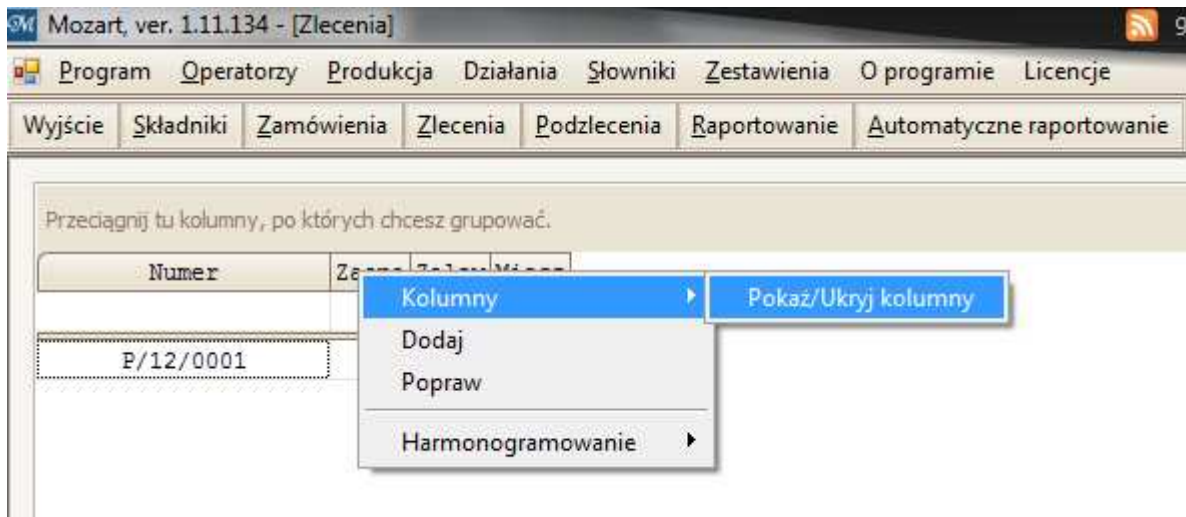 Mozart, ver. 1.11.134 - [Zlecenia]
Program Operatorzy Produkcja Działania Słowniki Zestawienia O programie Licencje
Wyjście Składniki Zamówienia Zlecenia Podzlecenia Raportowanie Automatyczne raportowanie
Przeciągnij tu kolumny, po których chcesz grupować.
Numer
Kolumny Pokaż/Ukryj kolumny
Dodaj
P/12/0001
Popraw
Harmonogramowanie